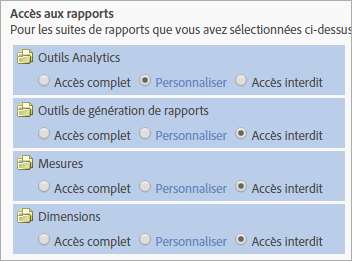 Accès aux rapports
Pour les suites de rapports que vous avez sélectionnées ci-dessus
Outils Analytics
Accès complet Personnaliser Accès interdit
Outils de génération de rapports
Accès complet Personnaliser Accès interdit
Mesures
Accès complet Personnaliser Accès interdit
Dimensions
Accès complet Personnaliser Accès interdit